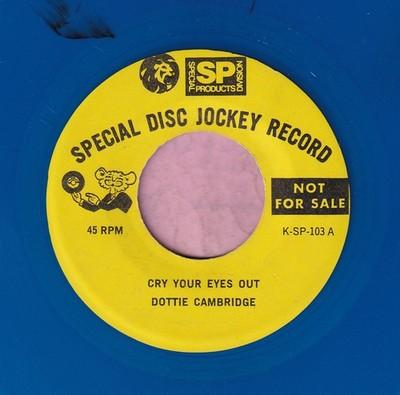 SP
SPECIAL PRODUCTS DIVISION
SPECIAL DISC JOCKEY RECORD
NOT
FOR SALE
45 RPM
K-SP-103 A
CRY YOUR EYES OUT
DOTTIE CAMBRIDGE